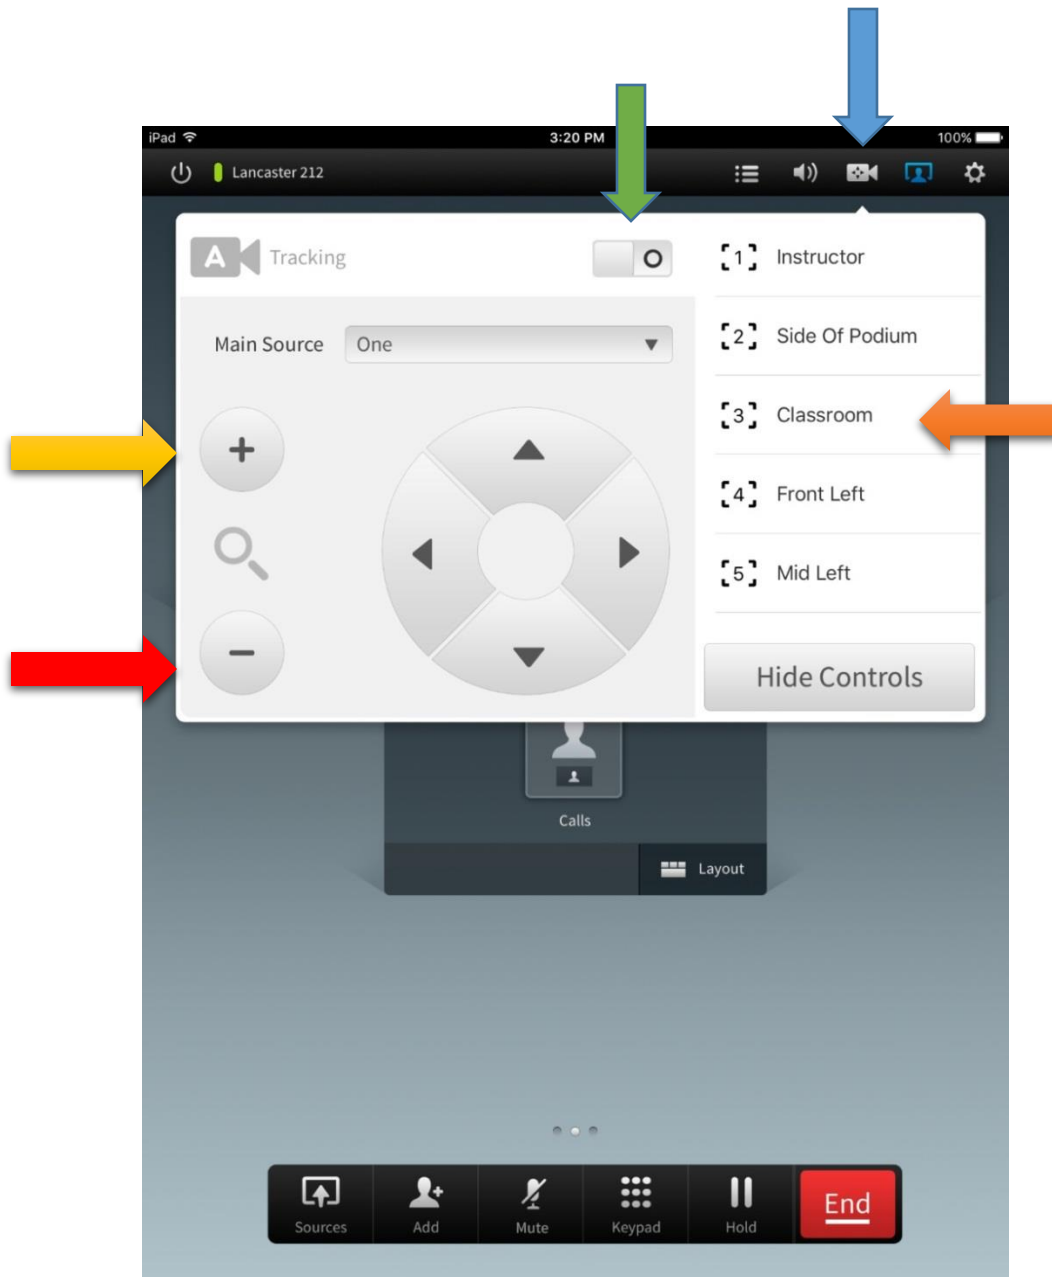 iPad 3:20 PM 100%
Lancaster 212
A Tracking
Main Source One
+
−
[1] Instructor
[2] Side Of Podium
[3] Classroom
[4] Front Left
[5] Mid Left
Hide Controls
Calls
Layout
Sources Add Mute Keypad Hold End